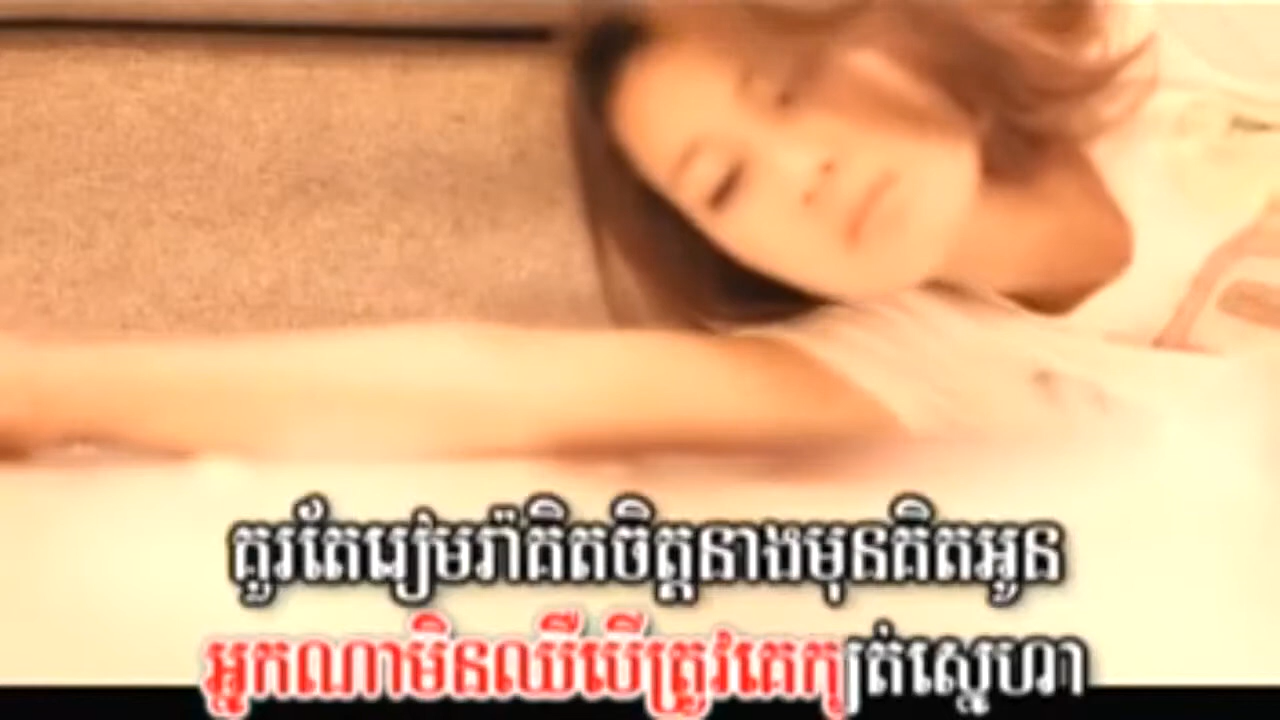 គួរតែរៀមរ៉ាគិតចិត្តនាងមុនគិតអូន
អ្នកណាមិនឈឺបើត្រូវគេក្បត់ស្នេហា